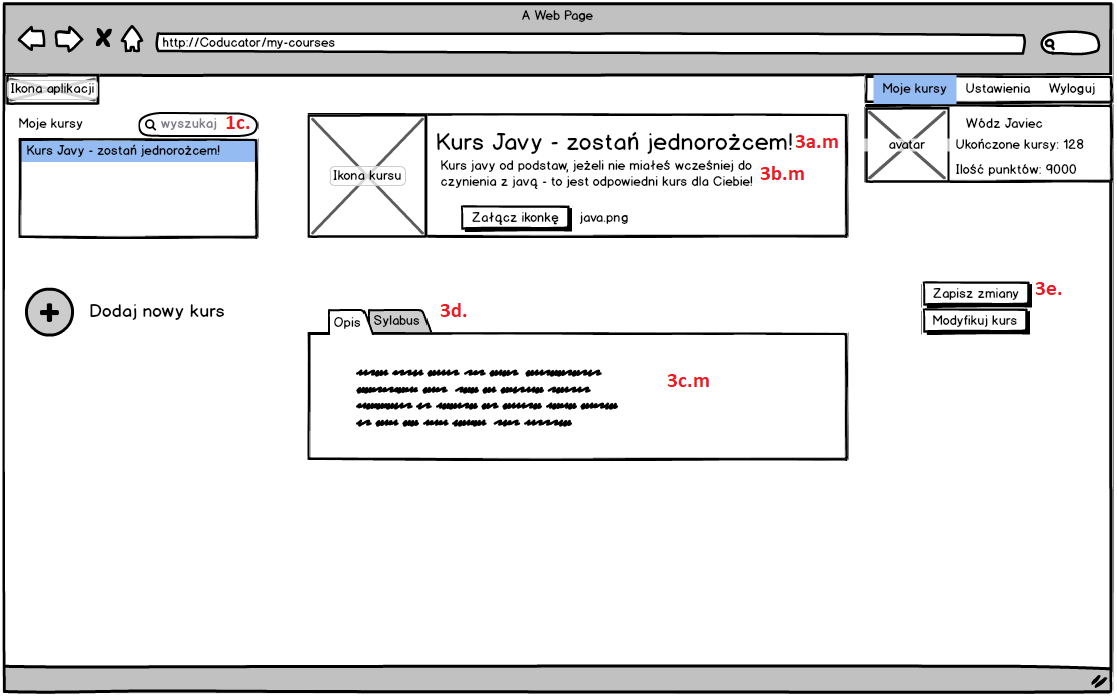 A Web Page
http://Coducator/my-courses
Ikona aplikacji
Moje kursy Ustawienia Wyloguj
Moje kursy
wyszukaj 1c.
Kurs Javy - zostań jednorożcem!
Ikona kursu
Kurs Javy - zostań jednorożcem! 3a.m
Kurs javy od podstaw, jeżeli nie miałeś wcześniej do
czynienia z javą - to jest odpowiedni kurs dla Ciebie!
3b.m
Załącz ikonkę java.png
avatar
Wódz Javiec
Ukończone kursy: 128
Ilość punktów: 9000
Dodaj nowy kurs
Zapisz zmiany 3e.
Modyfikuj kurs
Opis Sylabus 3d.
3c.m